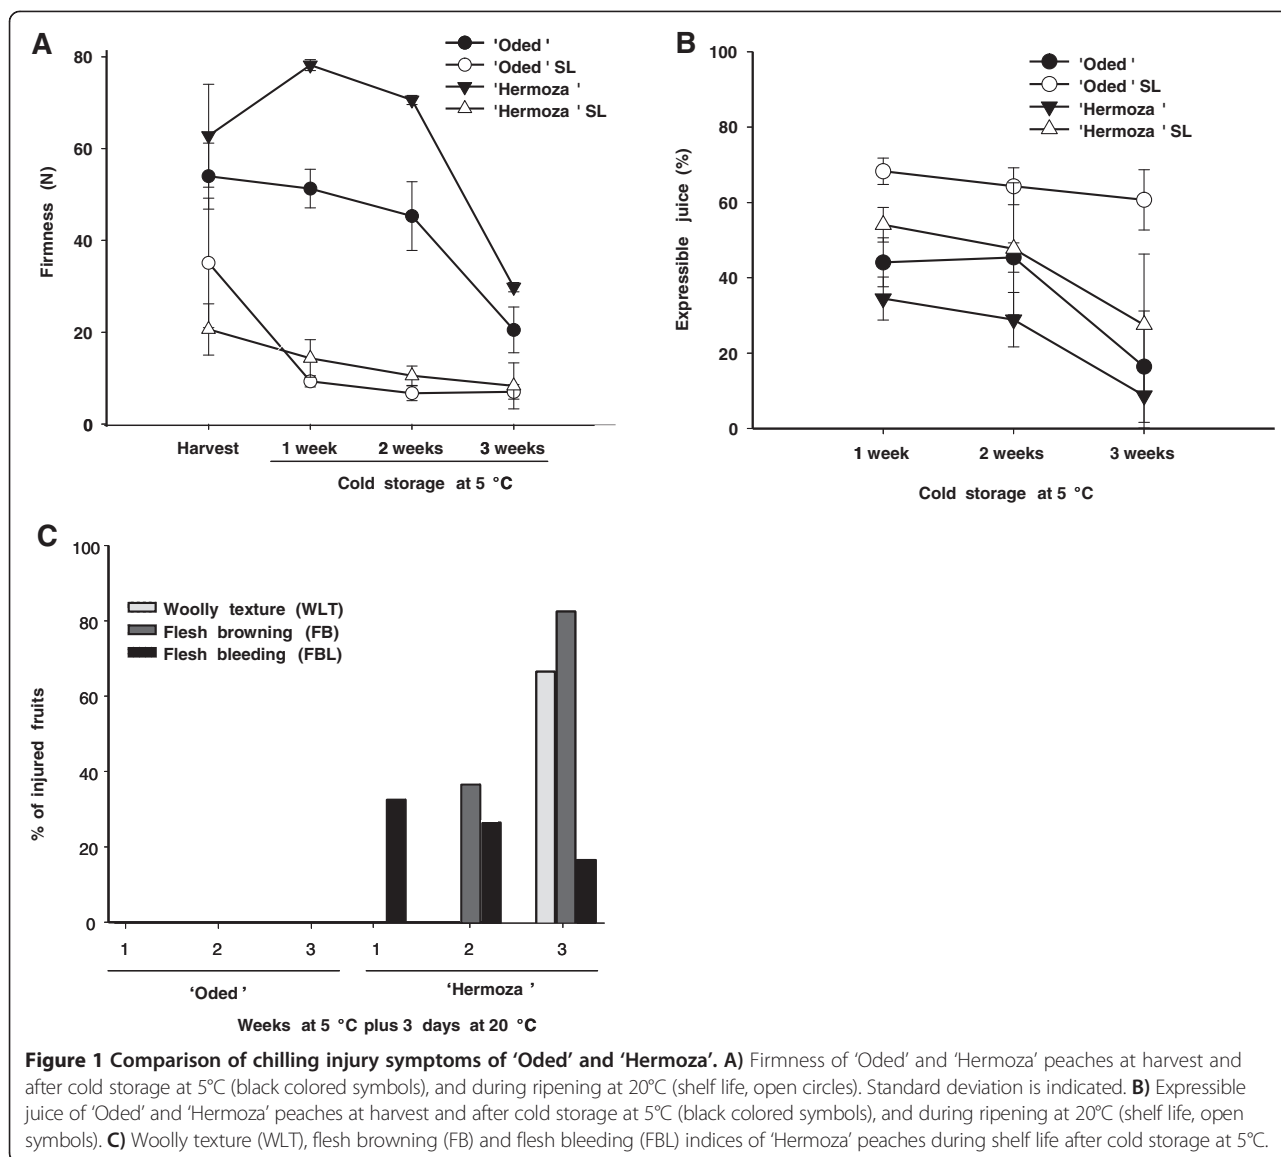 A
Firmness (N)
80
60
40
20
0
'Oded '
'Oded ' SL
'Hermoza '
'Hermoza ' SL
Harvest 1 week 2 weeks 3 weeks
Cold storage at 5 °C
B
Expressible juice (%)
100
80
60
40
20
0
'Oded '
'Oded ' SL
'Hermoza '
'Hermoza ' SL
1 week 2 weeks 3 weeks
Cold storage at 5 °C
C
% of injured fruits
100
80
60
40
20
0
Woolly texture (WLT)
Flesh browning (FB)
Flesh bleeding (FBL)
1 2 3 1 2 3
‘Oded ’ ‘Hermoza ’
Weeks at 5 °C plus 3 days at 20 °C
Figure 1 Comparison of chilling injury symptoms of ‘Oded’ and ‘Hermoza’. A) Firmness of ‘Oded’ and ‘Hermoza’ peaches at harvest and
after cold storage at 5°C (black colored symbols), and during ripening at 20°C (shelf life, open circles). Standard deviation is indicated. B) Expressible
juice of ‘Oded’ and ‘Hermoza’ peaches at harvest and after cold storage at 5°C (black colored symbols), and during ripening at 20°C (shelf life, open
symbols). C) Woolly texture (WLT), flesh browning (FB) and flesh bleeding (FBL) indices of ‘Hermoza’ peaches during shelf life after cold storage at 5°C.